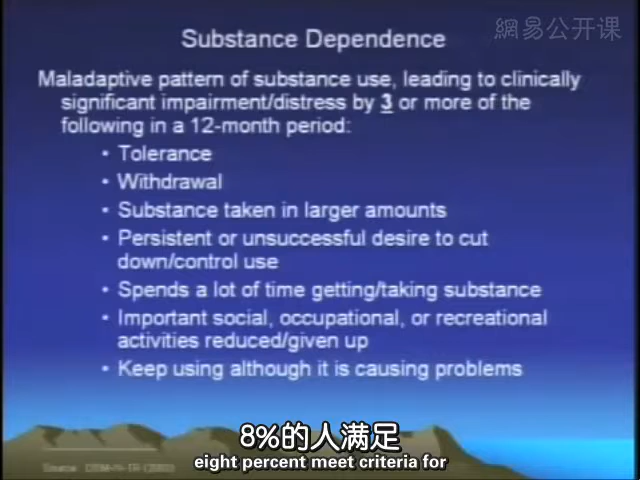 網易公开课
Substance Dependence
Maladaptive pattern of substance use, leading to clinically
significant impairment/distress by 3 or more of the
following in a 12-month period:
• Tolerance
• Withdrawal
• Substance taken in larger amounts
• Persistent or unsuccessful desire to cut
down/control use
• Spends a lot of time getting/taking substance
• Important social, occupational, or recreational
activities reduced/given up
• Keep using although it is causing problems
8%的人满足
eight percent meet criteria for